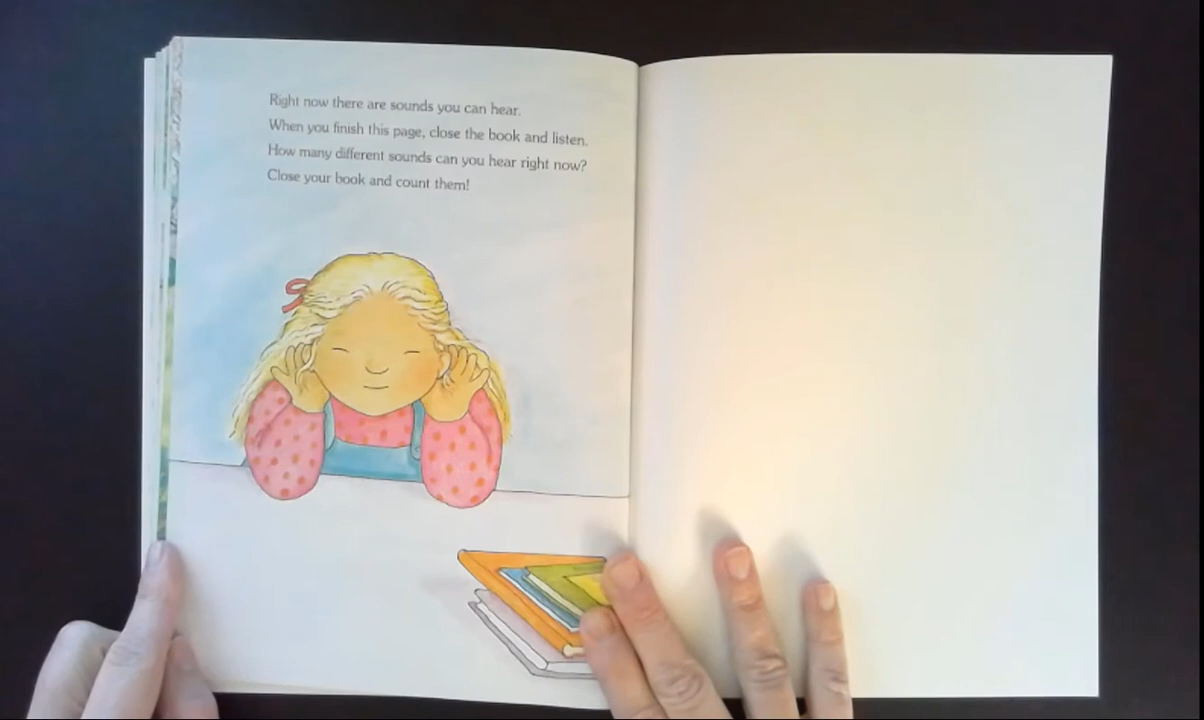 Right now there are sounds you can hear.
When you finish this page, close the book and listen.
How many different sounds can you hear right now?
Close your book and count them!